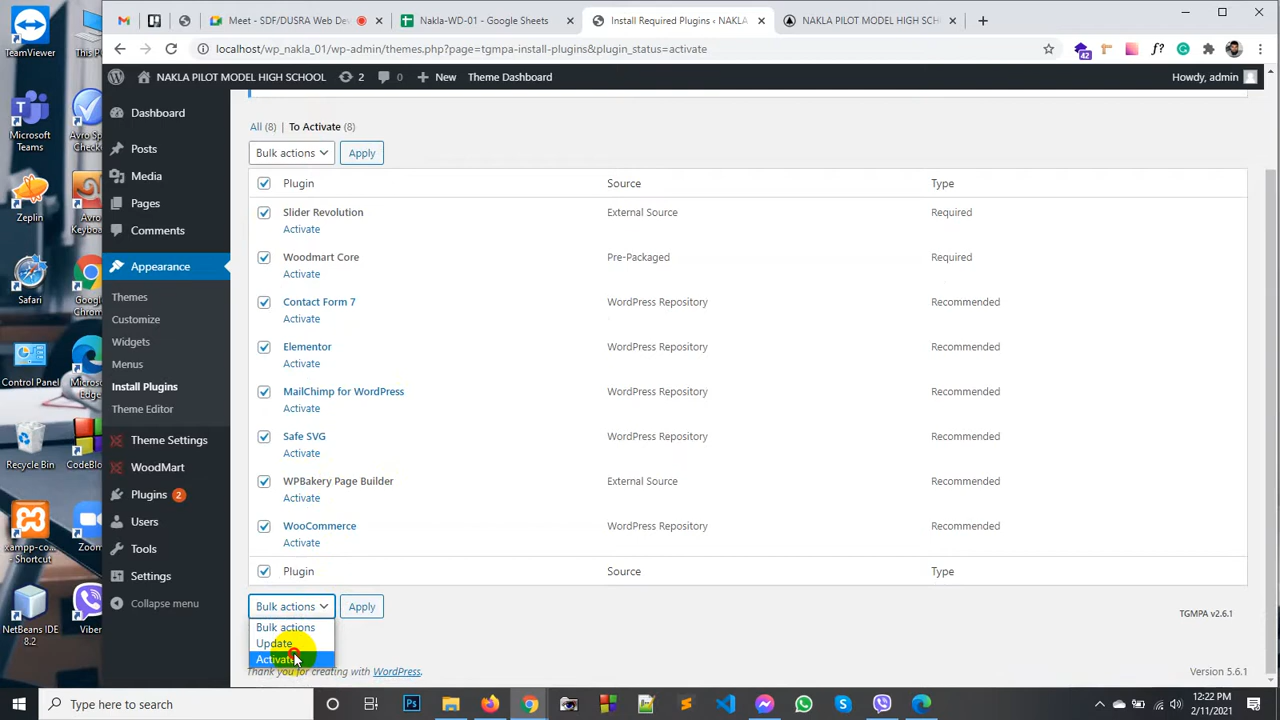 Meet - SDF/DUSRA Web De
Nakla-WD-01 - Google Sheets
Install Required Plugins ‹ NAKLA
NAKLA PILOT MODEL HIGH SCH
localhost/wp_nakla_01/wp-admin/themes.php?page=tgmpa-install-plugins&plugin_status=activate
42
f?
NAKLA PILOT MODEL HIGH SCHOOL
2
0
New
Theme Dashboard
Howdy, admin
TeamViewer
This P
Microsoft Teams
Avro Sp Check
Zeplin
Avro Keyboa
Safari
Goog Chrom
Control Panel
Micros Edge
Recycle Bin
CodeBlo
xampp-co... - Shortcut
Zoom
NetBeans IDE 8.2
Viber
Dashboard
Posts
Media
Pages
Comments
Appearance
Themes
Customize
Widgets
Menus
Install Plugins
Theme Editor
Theme Settings
WoodMart
Plugins 2
Users
Tools
Settings
Collapse menu
All (8) | To Activate (8)
Bulk actions
Apply
Plugin Source Type
Slider Revolution External Source Required
Activate
Woodmart Core Pre-Packaged Required
Activate
Contact Form 7 WordPress Repository Recommended
Activate
Elementor WordPress Repository Recommended
Activate
MailChimp for WordPress WordPress Repository Recommended
Activate
Safe SVG WordPress Repository Recommended
Activate
WPBakery Page Builder External Source Recommended
Activate
WooCommerce WordPress Repository Recommended
Activate
Plugin Source Type
Bulk actions
Apply
TGMPA v2.6.1
Bulk actions
Update
Activate
Thank you for creating with WordPress.
Version 5.6.1
Type here to search
Ps
12:22 PM
2/11/2021